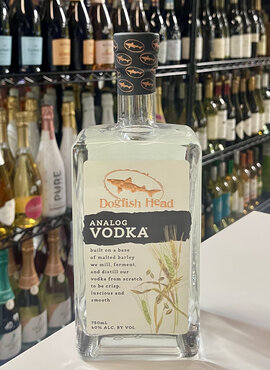 Dogfish Head
ANALOG
VODKA
built on a base
of malted barley
we mill, ferment,
and distill our
vodka from scratch
to be crisp,
luscious and
smooth
750ML
40% ALC. BY VOL.
PURE